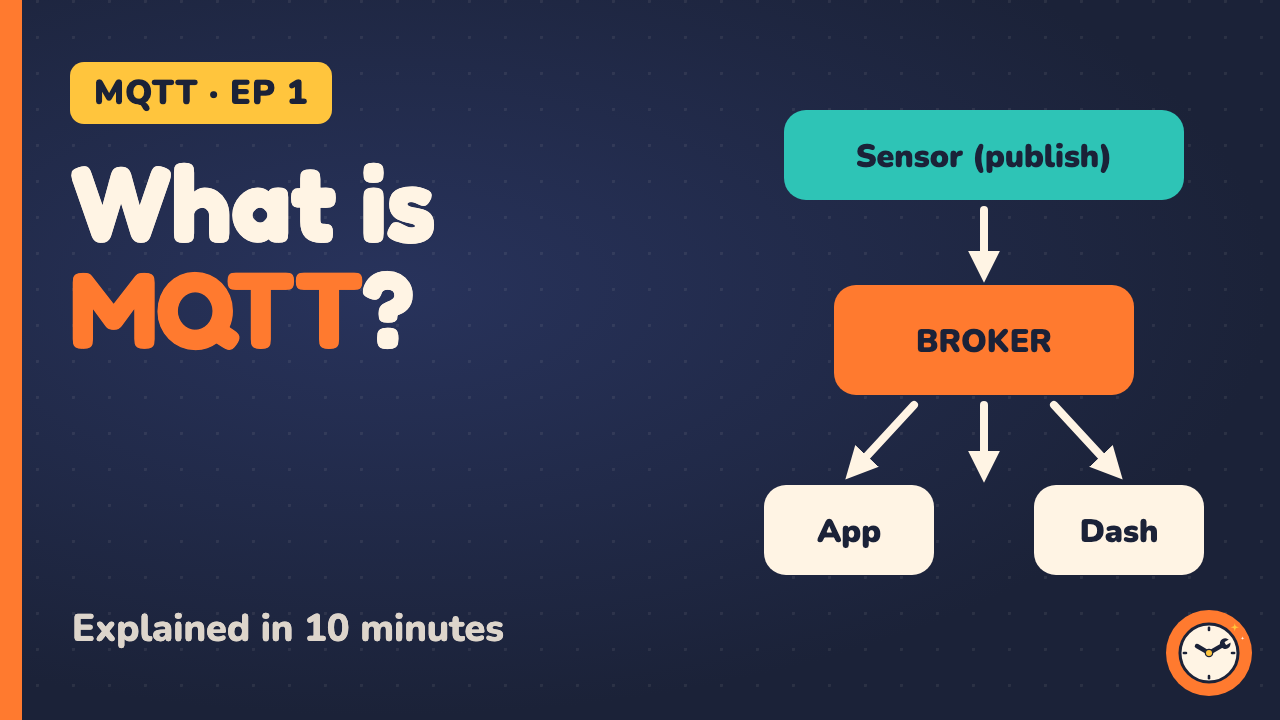 MQTT · EP 1
What is
MQTT?
Sensor (publish)
BROKER
App
Dash
Explained in 10 minutes